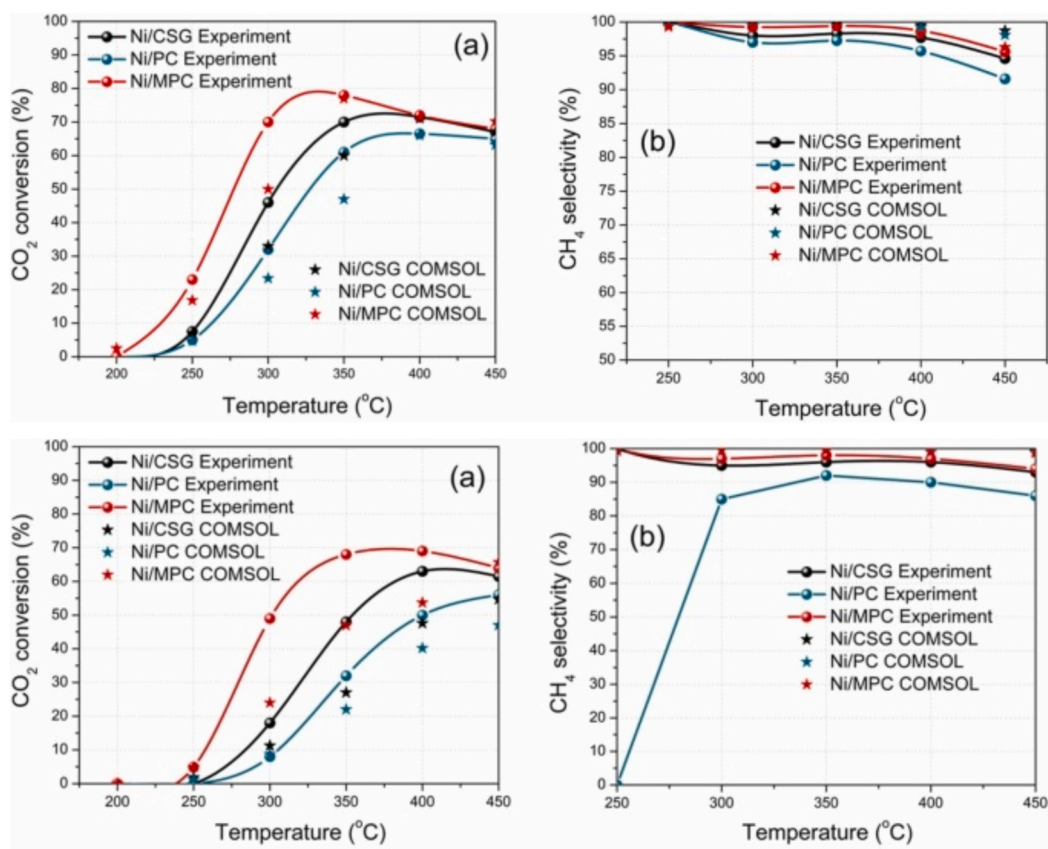 Ni/CSG Experiment
Ni/PC Experiment
Ni/MPC Experiment
(a)
Ni/CSG COMSOL
Ni/PC COMSOL
Ni/MPC COMSOL
CO2 conversion (%)
100
90
80
70
60
50
40
30
20
10
0
200
250
300
350
400
450
Temperature (°C)
(b)
Ni/CSG Experiment
Ni/PC Experiment
Ni/MPC Experiment
Ni/CSG COMSOL
Ni/PC COMSOL
Ni/MPC COMSOL
CH4 selectivity (%)
100
95
90
85
80
75
70
65
60
55
50
250
300
350
400
450
Temperature (°C)
Ni/CSG Experiment
Ni/PC Experiment
Ni/MPC Experiment
Ni/CSG COMSOL
Ni/PC COMSOL
Ni/MPC COMSOL
(a)
CO2 conversion (%)
100
90
80
70
60
50
40
30
20
10
0
200
250
300
350
400
450
Temperature (°C)
(b)
Ni/CSG Experiment
Ni/PC Experiment
Ni/MPC Experiment
Ni/CSG COMSOL
Ni/PC COMSOL
Ni/MPC COMSOL
CH4 selectivity (%)
100
90
80
70
60
50
40
30
20
10
0
250
300
350
400
450
Temperature (°C)